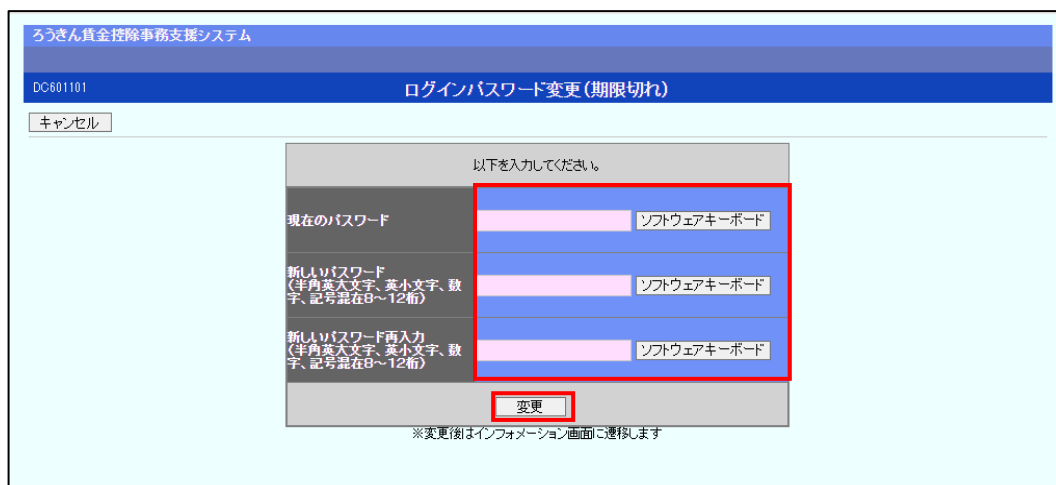 ろうきん賃金控除事務支援システム
DC601101
ログインパスワード変更(期限切れ)
キャンセル
以下を入力してください。
現在のパスワード
ソフトウェアキーボード
新しいパスワード
(半角英大文字、英小文字、数
字、記号混在8～12桁)
ソフトウェアキーボード
新しいパスワード再入力
(半角英大文字、英小文字、数
字、記号混在8～12桁)
ソフトウェアキーボード
変更
※変更後はインフォメーション画面に遷移します